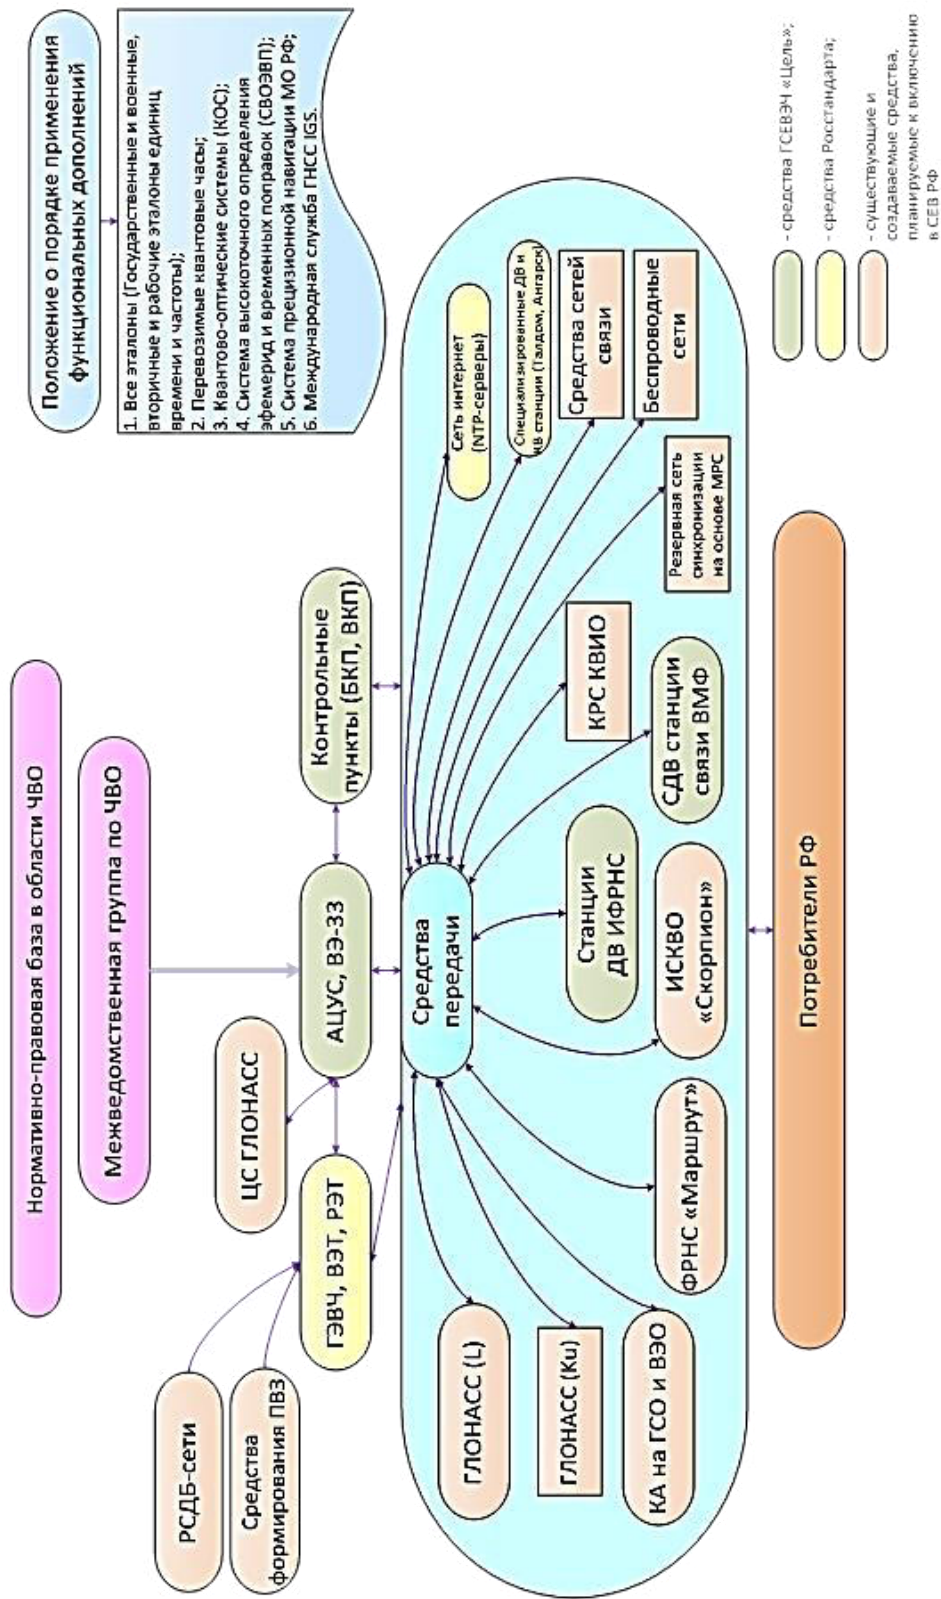 Нормативно-правовая база в области ЧВО
Межведомственная группа по ЧВО
Положение о порядке применения
функциональных дополнений
1. Все эталоны (Государственные и военные,
вторичные и рабочие эталоны единиц
времени и частоты);
2. Перевозимые квантовые часы;
3. Квантово-оптические системы (КОС);
4. Система высокоточного определения
эфемерид и временных поправок (СВОЭВП);
5. Система прецизионной навигации МО РФ;
6. Международная служба ГНСС IGS.
РСДБ-сети
Средства
формирования ПВЗ
ЦС ГЛОНАСС
ГЭВЧ, ВЭТ, РЭТ
АЦУС, ВЭ-33
Контрольные
пункты (БКП, ВКП)
Средства
передачи
ГЛОНАСС (L)
ГЛОНАСС (Ku)
КА на ГСО и ВЭО
ФРНС «Маршрут»
ИСКВО
«Скорпион»
Станции
ДВ ИФРНС
СДВ станции
связи ВМФ
КРС КВИО
Резервная сеть
синхронизации
на основе МРС
Сеть интернет
(NTP-серверы)
Специализированные ДВ и
КВ станции (Талдом, Ангарск)
Средства сетей
связи
Беспроводные
сети
Потребители РФ
- средства ГСЕВЭЧ «Цель»;
- средства Росстандарта;
- существующие и
создаваемые средства,
планируемые к включению
в СЕВ РФ